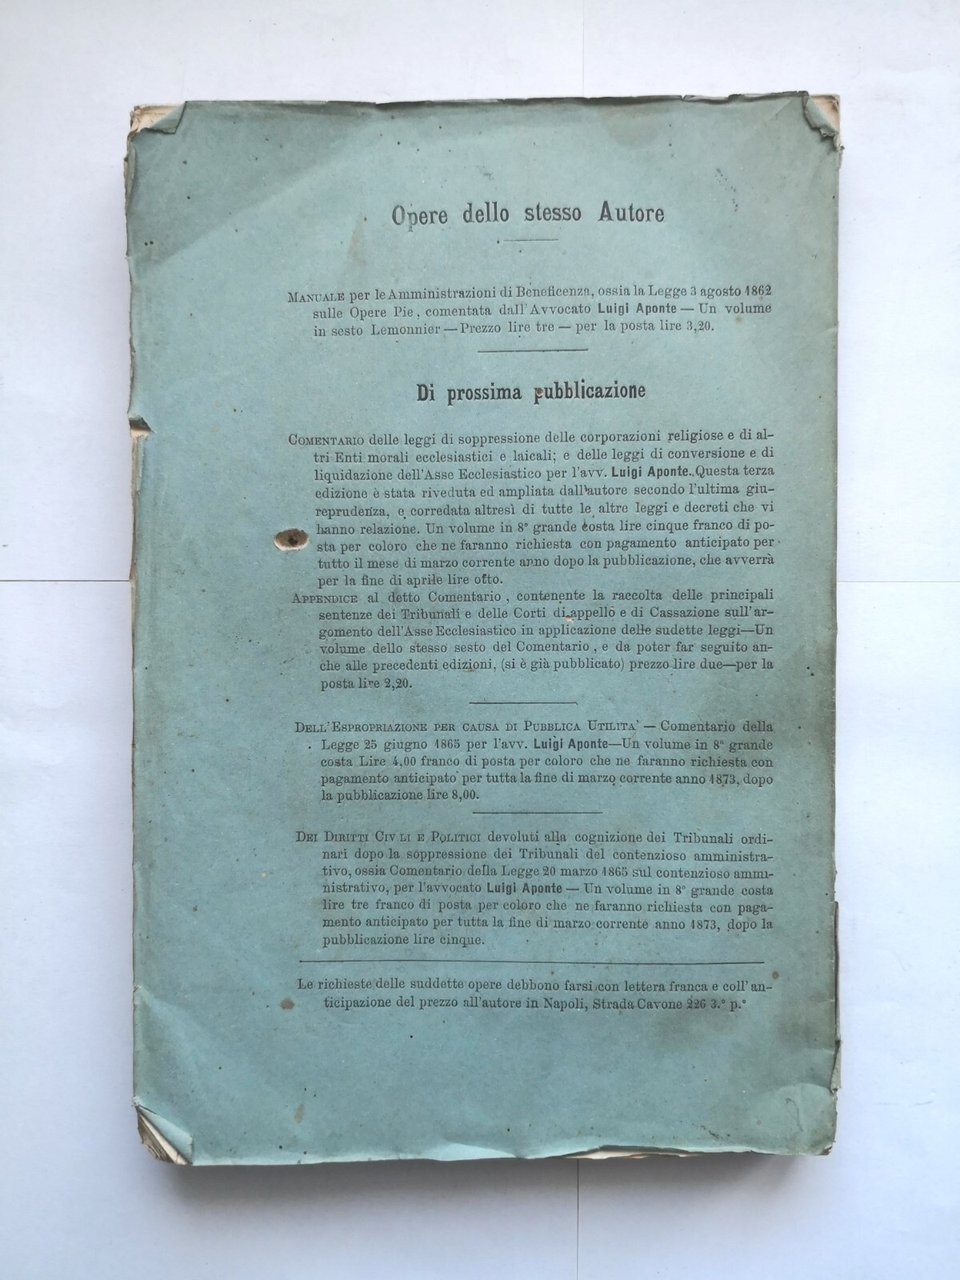 Opere dello stesso Autore
MANUALE per le Amministrazioni di Beneficenza, ossia la Legge 3 agosto 1862
sulle Opere Pie, comentata dall'Avvocato Luigi Aponte — Un volume
in sesto Lemonnier — Prezzo lire tre — per la posta lire 3,20.
Di prossima pubblicazione
COMENTARIO delle leggi di soppressione delle corporazioni religiose e di al-
tri Enti morali ecclesiastici e laicali; e delle leggi di conversione e di
liquidazione dell'Asse Ecclesiastico per l'avv. Luigi Aponte. Questa terza
edizione è stata riveduta ed ampliata dall'autore secondo l'ultima giu-
reprudenza, e corredata altresì di tutte le altre leggi e decreti che vi
hanno relazione. Un volume in 8° grande costa lire cinque franco di po-
sta per coloro che ne faranno richiesta con pagamento anticipato per
tutto il mese di marzo corrente anno dopo la pubblicazione, che avverrà
per la fine di aprile lire otto.
APPENDICE al detto Comentario, contenente la raccolta delle principali
sentenze dei Tribunali e delle Corti di appello e di Cassazione sull'ar-
gomento dell'Asse Ecclesiastico in applicazione delle sudette leggi—Un
volume dello stesso sesto del Comentario, e da poter far seguito an-
che alle precedenti edizioni, (si è già pubblicato) prezzo lire due—per la
posta lire 2,20.
DELL'ESPROPRIAZIONE PER CAUSA DI PUBBLICA UTILITA' — Comentario della
Legge 25 giugno 1865 per l'avv. Luigi Aponte—Un volume in 8° grande
costa Lire 4,00 franco di posta per coloro che ne faranno richiesta con
pagamento anticipato per tutta la fine di marzo corrente anno 1873, dopo
la pubblicazione lire 8,00.
DEI DIRITTI CIV LI E POLITICI devoluti alla cognizione dei Tribunali ordi-
nari dopo la soppressione dei Tribunali del contenzioso amministra-
tivo, ossia Comentario della Legge 20 marzo 1865 sul contenzioso ammi-
nistrativo, per l'avvocato Luigi Aponte — Un volume in 8° grande costa
lire tre franco di posta per coloro che ne faranno richiesta con paga-
mento anticipato per tutta la fine di marzo corrente anno 1873, dopo la
pubblicazione lire cinque.
Le richieste delle suddette opere debbono farsi con lettera franca e coll'an-
ticipazione del prezzo all'autore in Napoli, Strada Cavone 226 3.° p.°